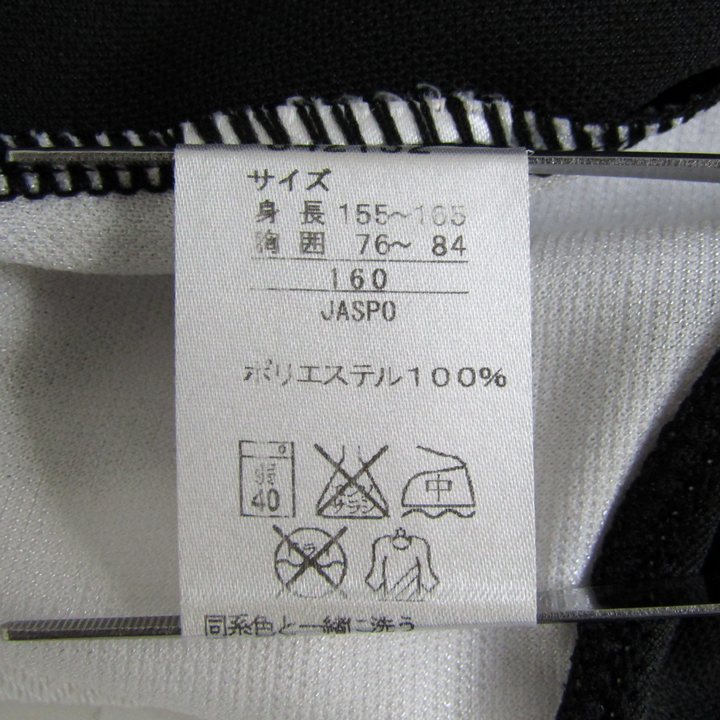 サイズ
身長 155～165
胸囲 76～ 84
160
JASPO
ポリエステル100%
40
中
同系色と一緒に洗う